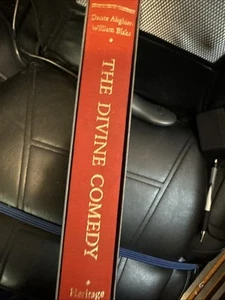 Dante Alighieri
William Blake
THE DIVINE COMEDY
Heritage